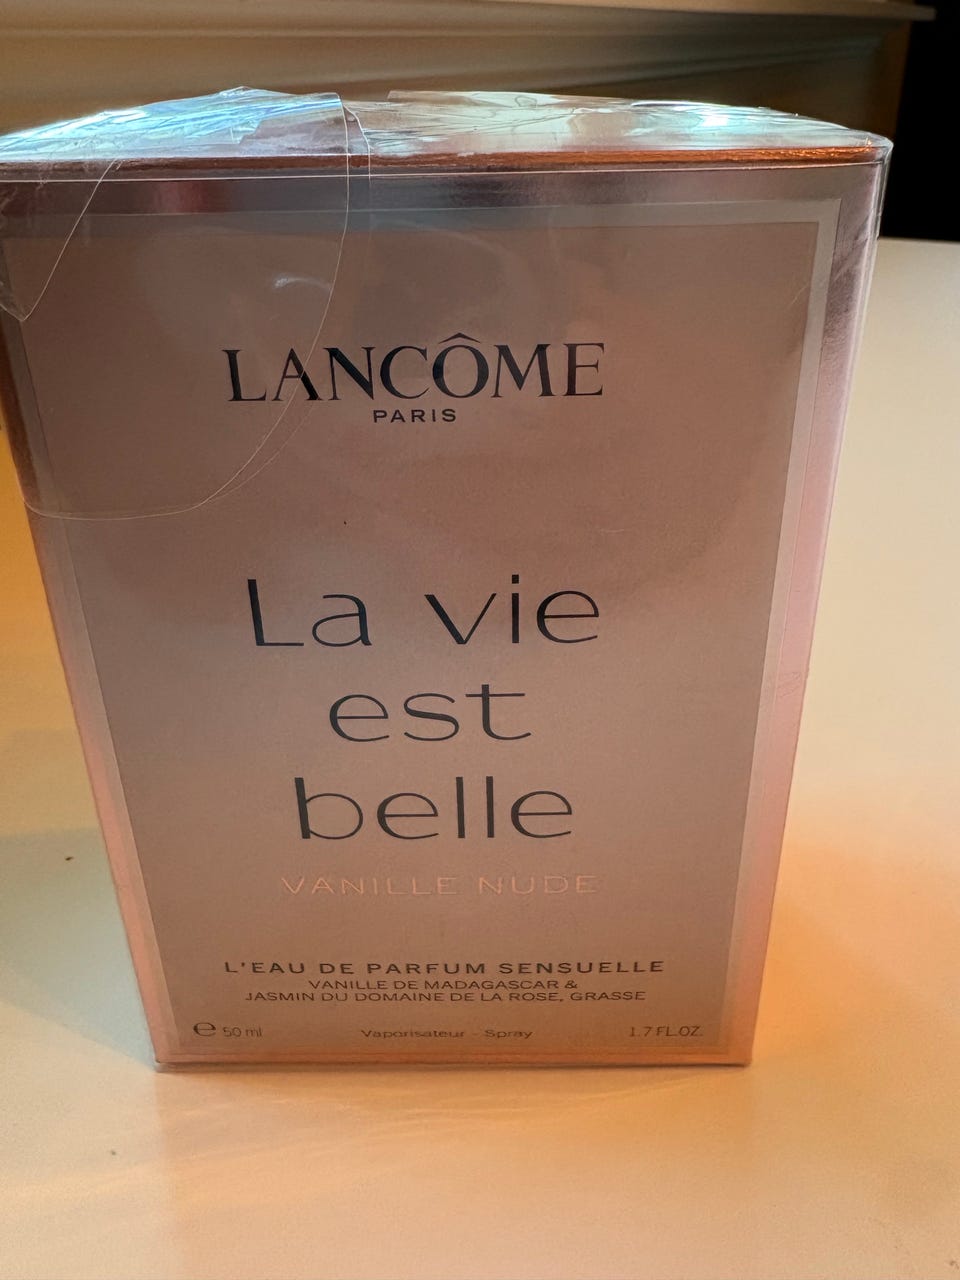 LANCÔME
PARIS
La vie
est
belle
VANILLE NUDE
L'EAU DE PARFUM SENSUELLE
VANILLE DE MADAGASCAR &
JASMIN DU DOMAINE DE LA ROSE, GRASSE
℮ 50 ml Vaporisateur - Spray 1.7 FL.OZ.